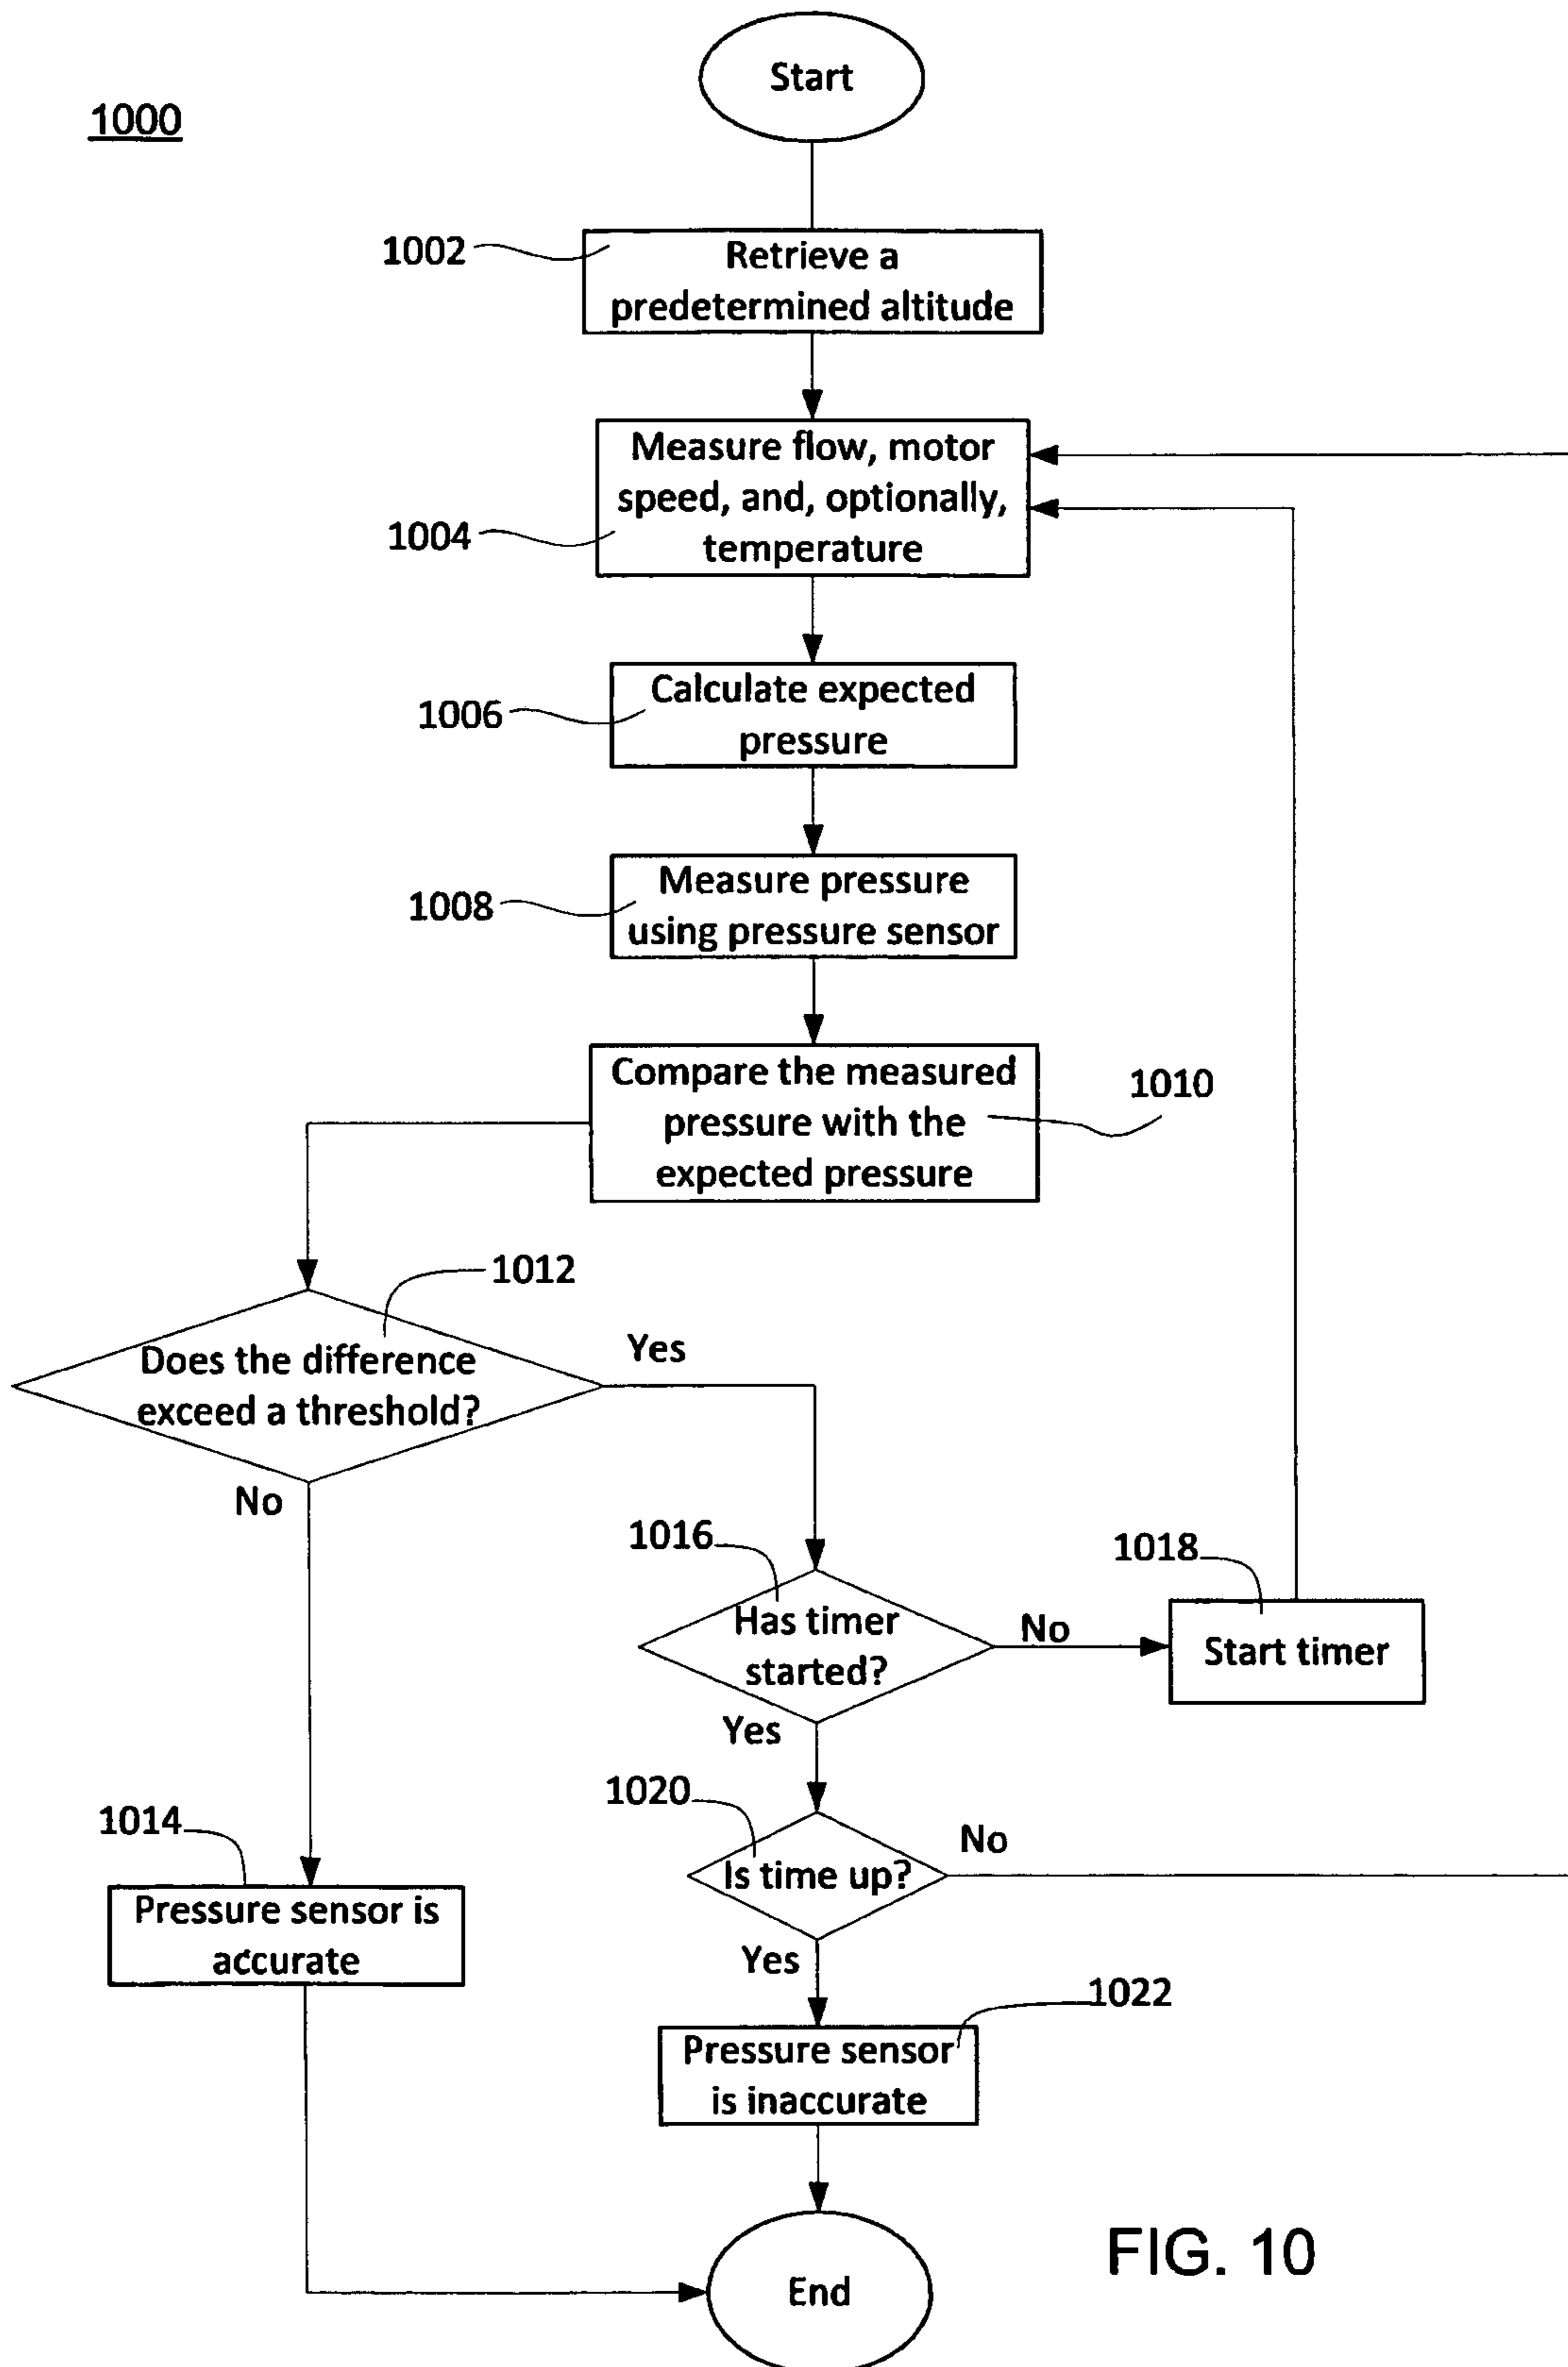 Start
1000
1002
Retrieve a
predetermined altitude
Measure flow, motor
speed, and, optionally,
temperature
1004
Calculate expected
pressure
1006
Measure pressure
using pressure sensor
1008
Compare the measured
pressure with the
expected pressure
1010
1012
Does the difference
exceed a threshold?
Yes
No
1016
Has timer
started?
No
1018
Start timer
Yes
1020
Is time up?
No
1014
Pressure sensor is
accurate
Yes
1022
Pressure sensor
is inaccurate
End
FIG. 10